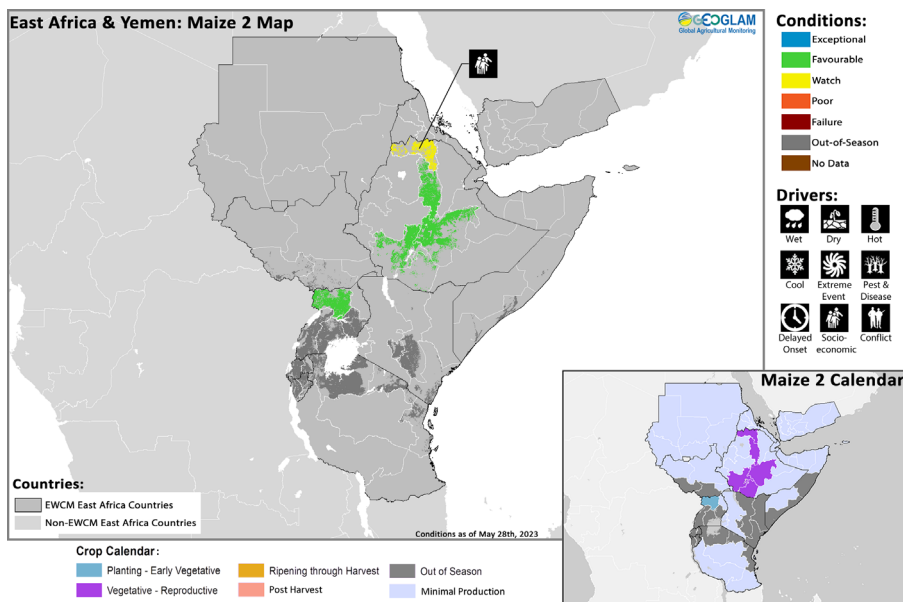 East Africa & Yemen: Maize 2 Map
GEOGLAM
Global Agricultural Monitoring
Conditions:
Exceptional
Favourable
Watch
Poor
Failure
Out-of-Season
No Data
Drivers:
Wet
Dry
Hot
Cool
Extreme
Event
Pest &
Disease
Delayed
Onset
Socio-
economic
Conflict
Countries:
EWCM East Africa Countries
Non-EWCM East Africa Countries
Conditions as of May 28th, 2023
Maize 2 Calendar
Crop Calendar:
Planting - Early Vegetative
Vegetative - Reproductive
Ripening through Harvest
Post Harvest
Out of Season
Minimal Production